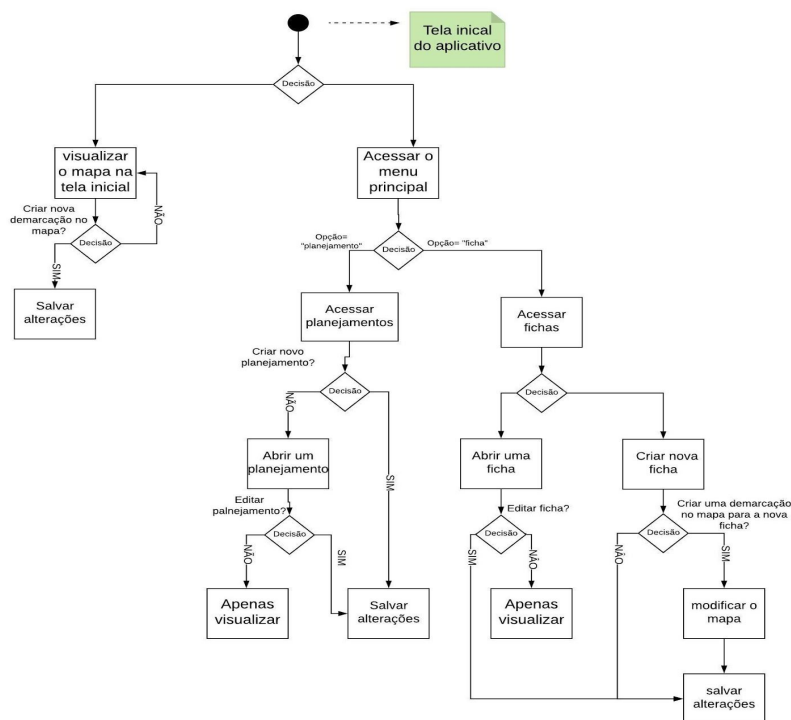 Tela inical
do aplicativo
Decisão
visualizar
o mapa na
tela inicial
Acessar o
menu
principal
Criar nova
demarcação no
mapa?
NÃO
Decisão
SIM
Salvar
alterações
Opção=
"planejamento"
Decisão
Opção= "ficha"
Acessar
planejamentos
Acessar
fichas
Criar novo
planejamento?
Decisão
NÃO
SIM
Decisão
Abrir um
planejamento
Abrir uma
ficha
Criar nova
ficha
Editar
palnejamento?
Decisão
NÃO
SIM
Editar ficha?
Decisão
SIM
NÃO
Criar uma demarcação
no mapa para a nova
ficha?
Decisão
NÃO
SIM
Apenas
visualizar
Salvar
alterações
Apenas
visualizar
modificar o
mapa
salvar
alterações